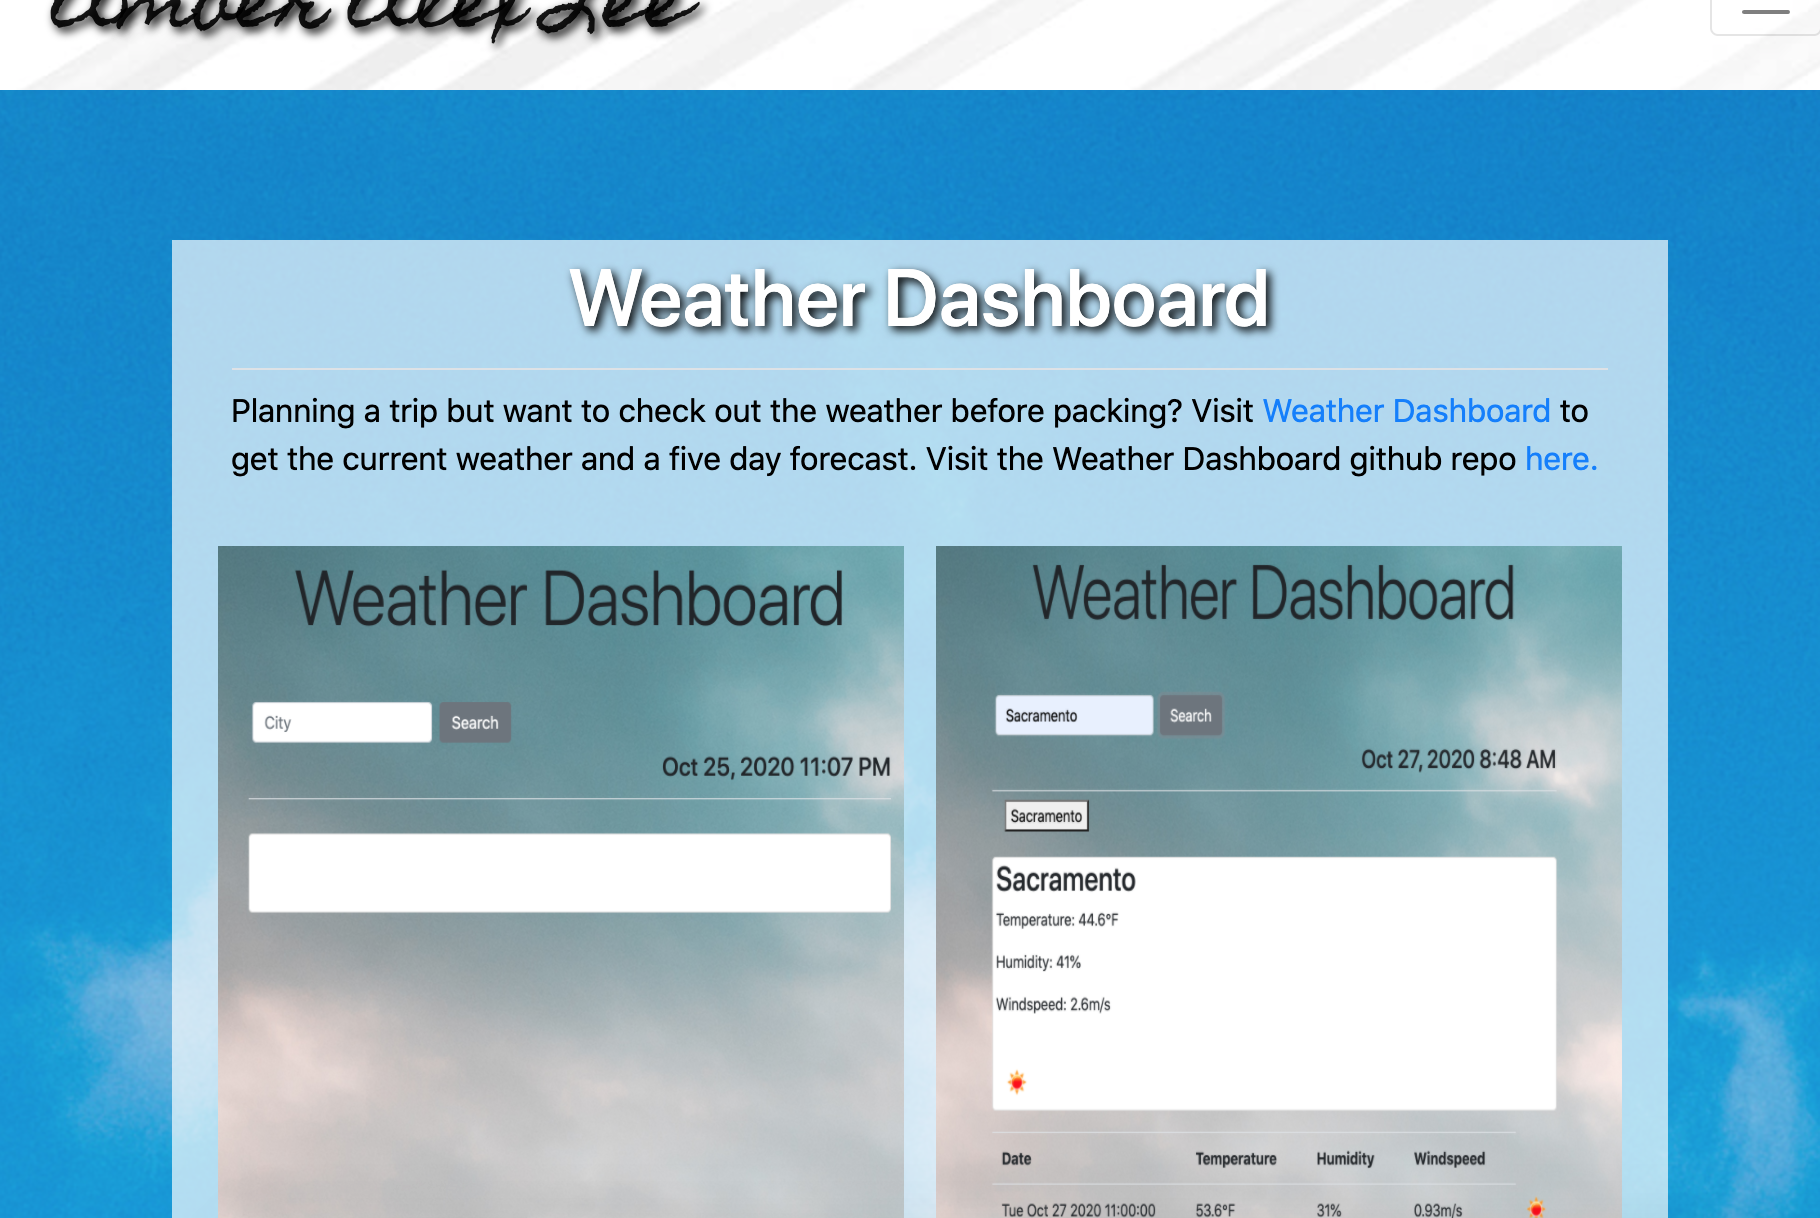 Amber Alex Lee
Weather Dashboard
Planning a trip but want to check out the weather before packing? Visit Weather Dashboard to
get the current weather and a five day forecast. Visit the Weather Dashboard github repo here.
Weather Dashboard
City
Search
Oct 25, 2020 11:07 PM
Weather Dashboard
Sacramento
Search
Oct 27, 2020 8:48 AM
Sacramento
Sacramento
Temperature: 44.6°F
Humidity: 41%
Windspeed: 2.6m/s
Date Temperature Humidity Windspeed
Tue Oct 27 2020 11:00:00 53.6°F 31% 0.93m/s